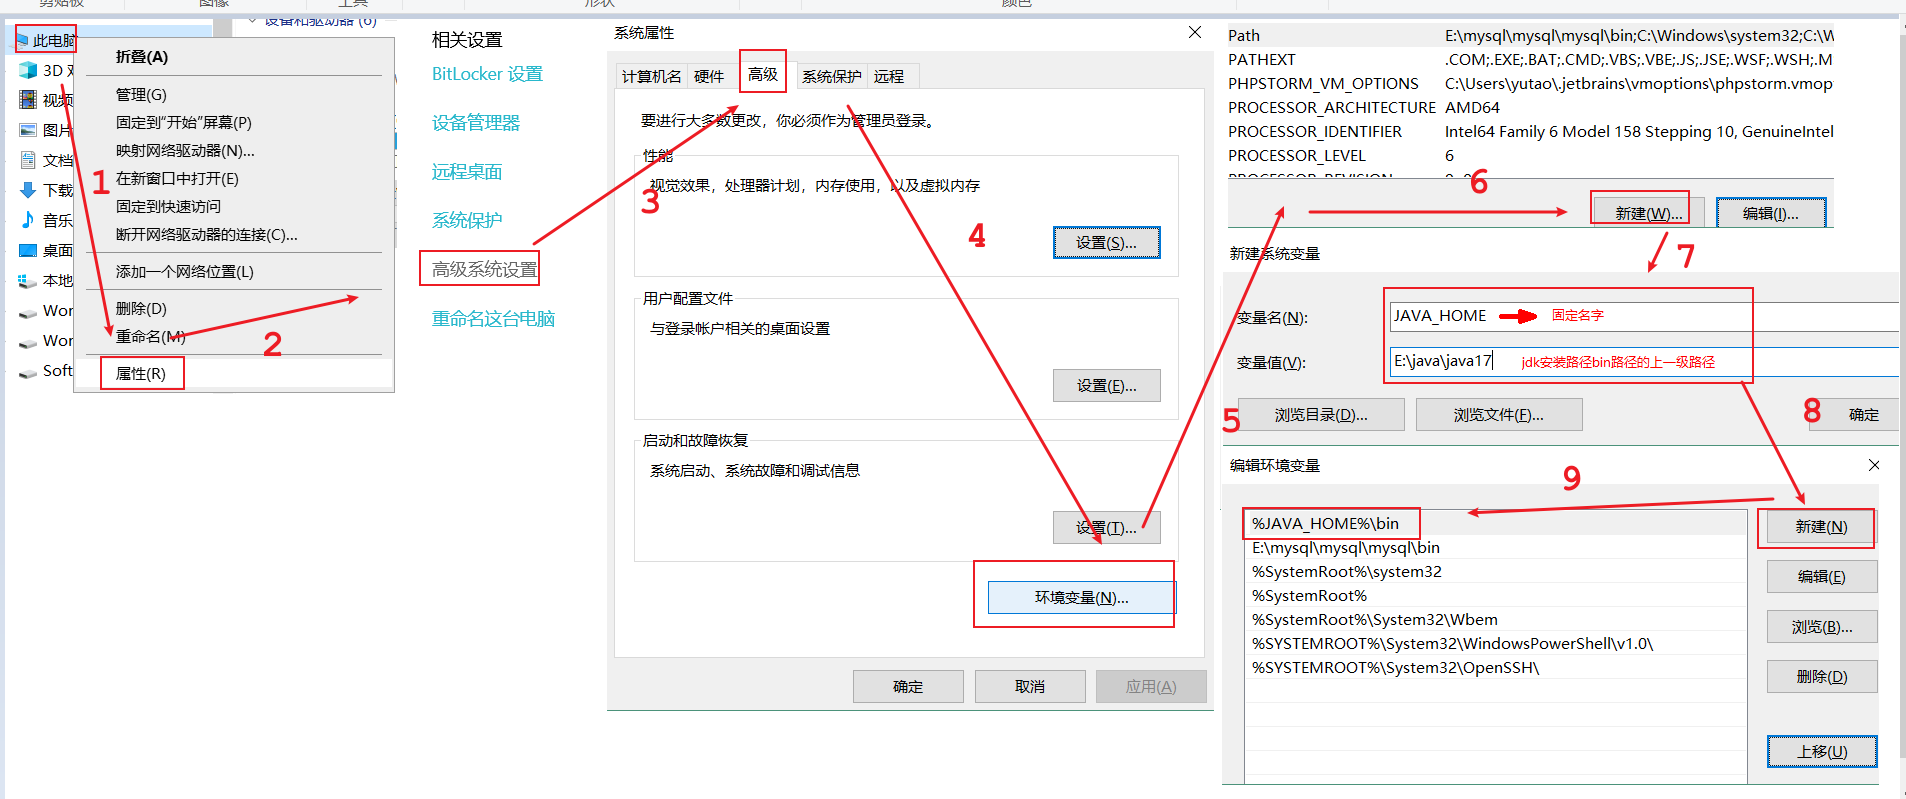 剪贴板
图像
工具
形状
颜色
此电脑
3D 对
视频
图片
文档
下载
音乐
桌面
本地
Wor
Wor
Soft
设备和驱动器 (6)
折叠(A)
管理(G)
固定到“开始”屏幕(P)
映射网络驱动器(N)...
在新窗口中打开(E)
固定到快速访问
断开网络驱动器的连接(C)...
添加一个网络位置(L)
删除(D)
重命名(M)
属性(R)
1
2
相关设置
BitLocker 设置
设备管理器
远程桌面
系统保护
高级系统设置
重命名这台电脑
系统属性
计算机名 硬件 高级 系统保护 远程
要进行大多数更改，你必须作为管理员登录。
性能
视觉效果，处理器计划，内存使用，以及虚拟内存
3
4
设置(S)...
用户配置文件
与登录帐户相关的桌面设置
设置(E)...
启动和故障恢复
系统启动、系统故障和调试信息
设置(T)...
环境变量(N)...
确定 取消 应用(A)
5
Path E:\mysql\mysql\mysql\bin;C:\Windows\system32;C:\W
PATHEXT .COM;.EXE;.BAT;.CMD;.VBS;.VBE;.JS;.JSE;.WSF;.WSH;.M
PHPSTORM_VM_OPTIONS C:\Users\yutao\.jetbrains\vmoptions\phpstorm.vmop
PROCESSOR_ARCHITECTURE AMD64
PROCESSOR_IDENTIFIER Intel64 Family 6 Model 158 Stepping 10, GenuineIntel
PROCESSOR_LEVEL 6
PROCESSOR_REVISION
6
新建(W)... 编辑(I)...
新建系统变量
7
变量名(N): JAVA_HOME 固定名字
变量值(V): E:\java\java17 jdk安装路径bin路径的上一级路径
浏览目录(D)... 浏览文件(F)... 8 确定
编辑环境变量
9
%JAVA_HOME%\bin
E:\mysql\mysql\mysql\bin
%SystemRoot%\system32
%SystemRoot%
%SystemRoot%\System32\Wbem
%SYSTEMROOT%\System32\WindowsPowerShell\v1.0\
%SYSTEMROOT%\System32\OpenSSH\
新建(N)
编辑(E)
浏览(B)...
删除(D)
上移(U)